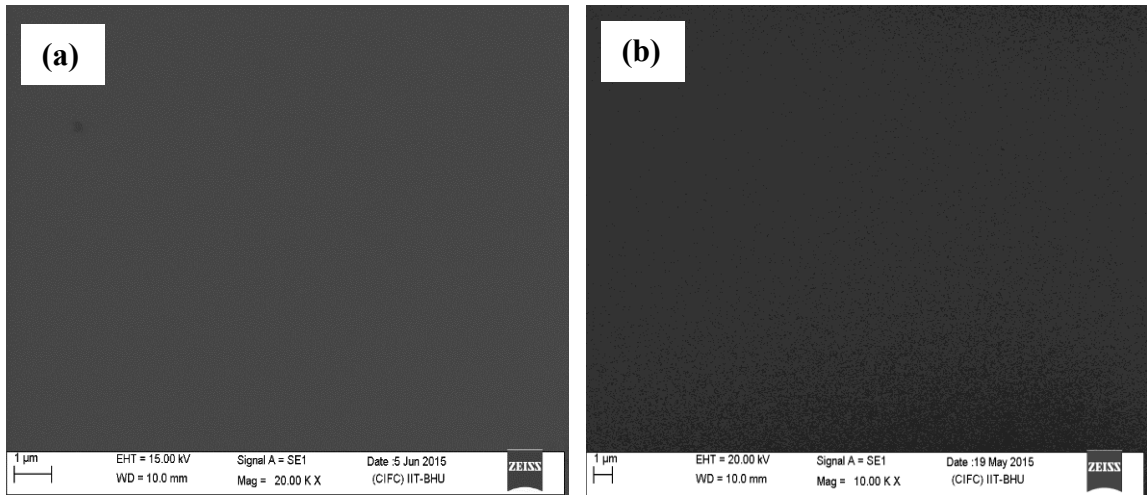 (a)
1 µm
EHT = 15.00 kV Signal A = SE1 Date :5 Jun 2015
WD = 10.0 mm Mag = 20.00 K X (CIFC) IIT-BHU
ZEISS
(b)
1 µm
EHT = 20.00 kV Signal A = SE1 Date :19 May 2015
WD = 10.0 mm Mag = 10.00 K X (CIFC) IIT-BHU
ZEISS